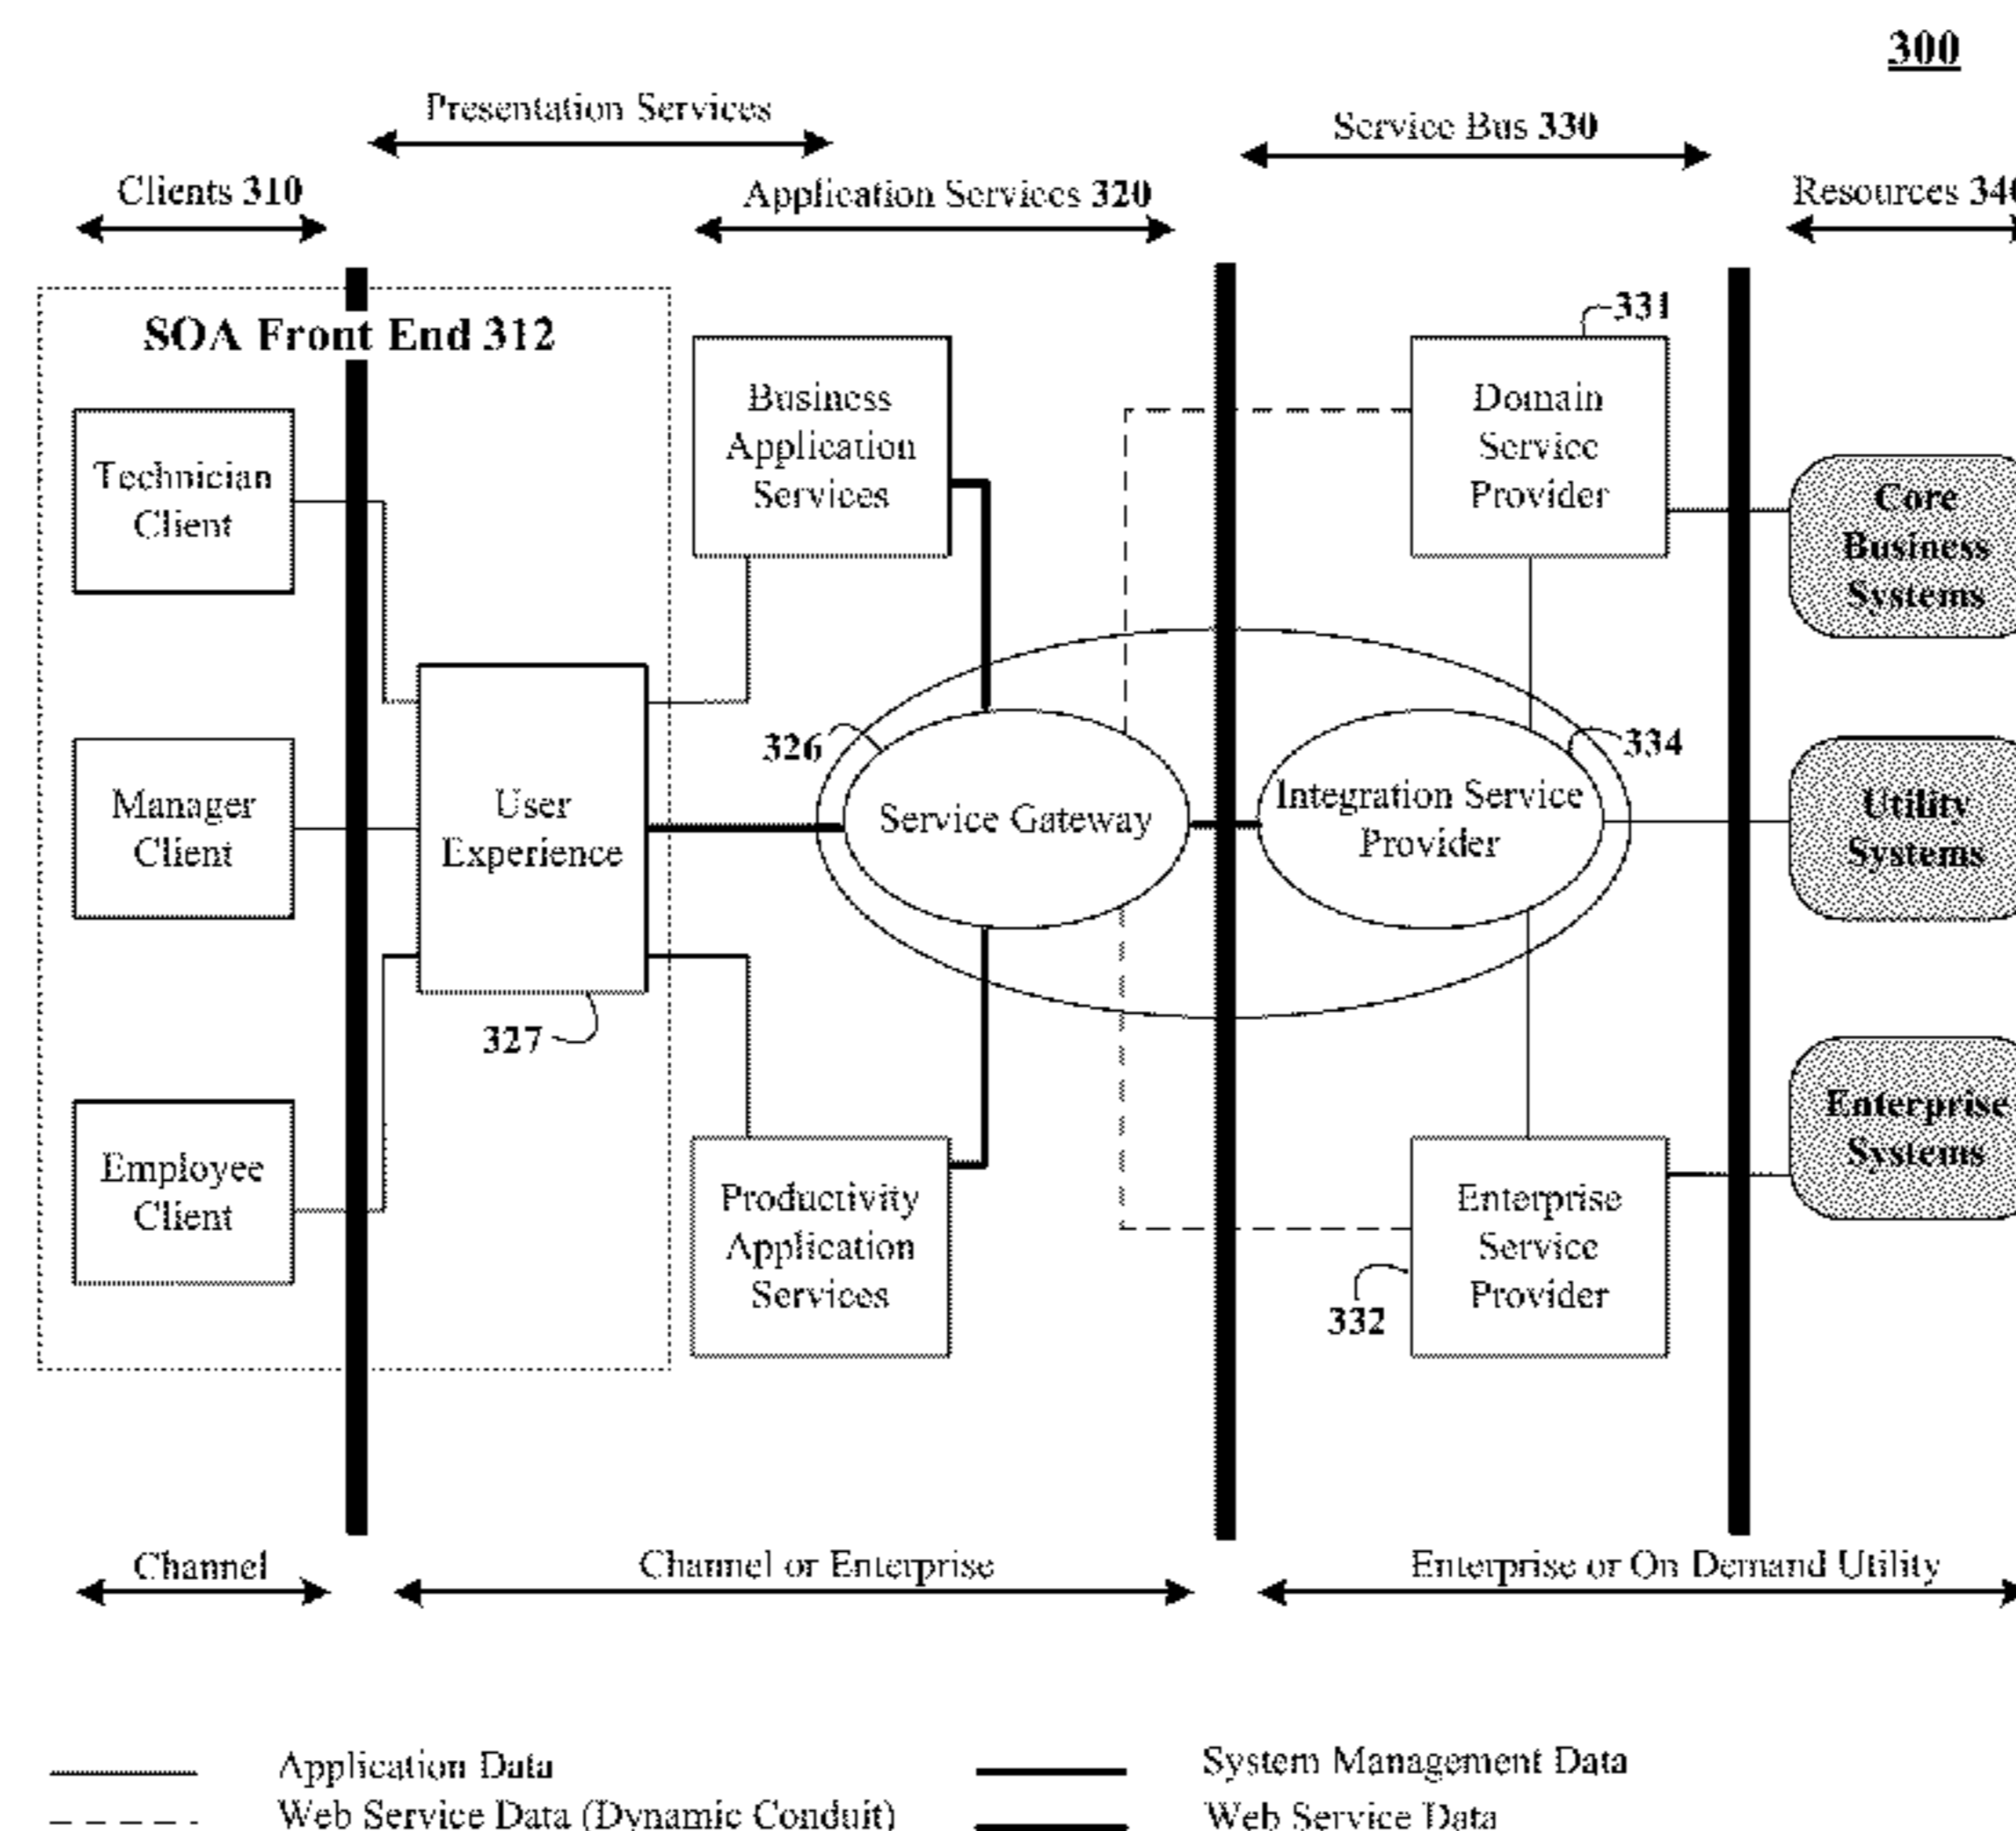 300
Presentation Services
Service Bus 330
Clients 310
Application Services 320
Resources 340
SOA Front End 312
331
Business
Application
Services
Domain
Service
Provider
Technician
Client
Core
Business
Systems
326
334
Manager
Client
User
Experience
Service Gateway
Integration Service
Provider
Utility
Systems
327
Employee
Client
Productivity
Application
Services
Enterprise
Service
Provider
Enterprise
Systems
332
Channel
Channel or Enterprise
Enterprise or On Demand Utility
Application Data
System Management Data
Web Service Data (Dynamic Conduit)
Web Service Data